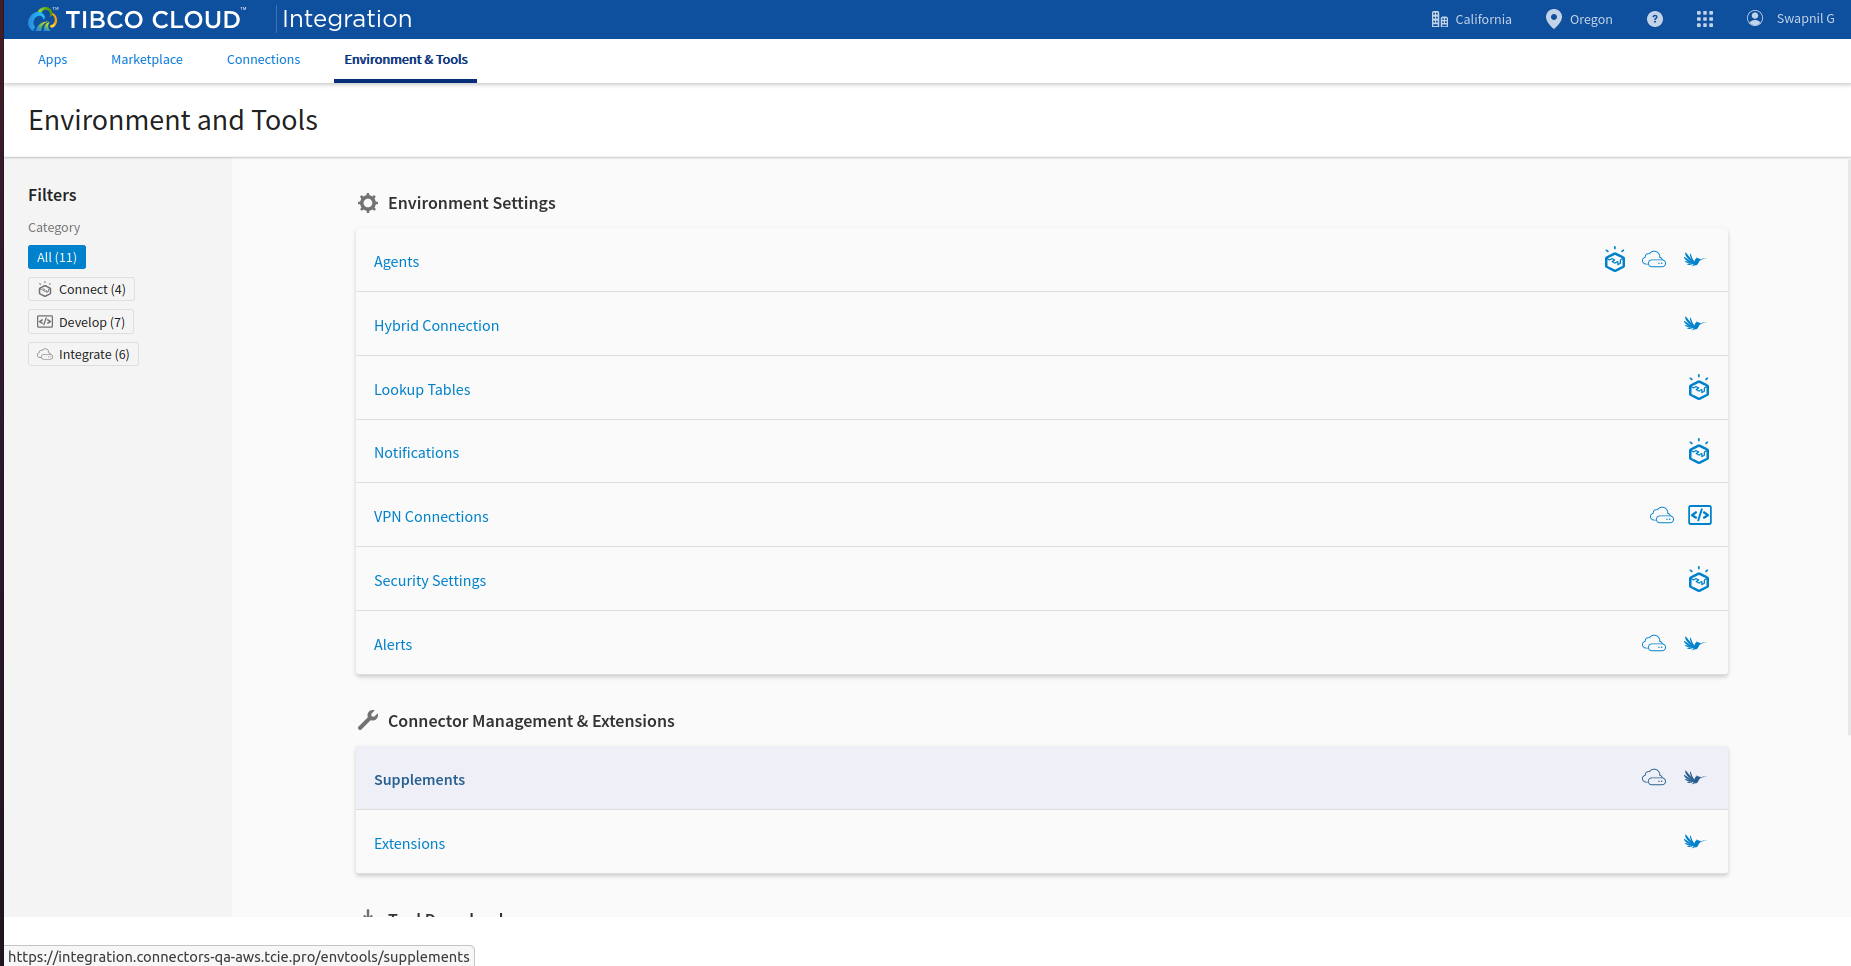 TIBCO CLOUD™ Integration
California
Oregon
?
Swapnil G
Apps
Marketplace
Connections
Environment & Tools
Environment and Tools
Filters
Category
All (11)
Connect (4)
Develop (7)
Integrate (6)
Environment Settings
Agents
Hybrid Connection
Lookup Tables
Notifications
VPN Connections
Security Settings
Alerts
Connector Management & Extensions
Supplements
Extensions
https://integration.connectors-qa-aws.tcie.pro/envtools/supplements